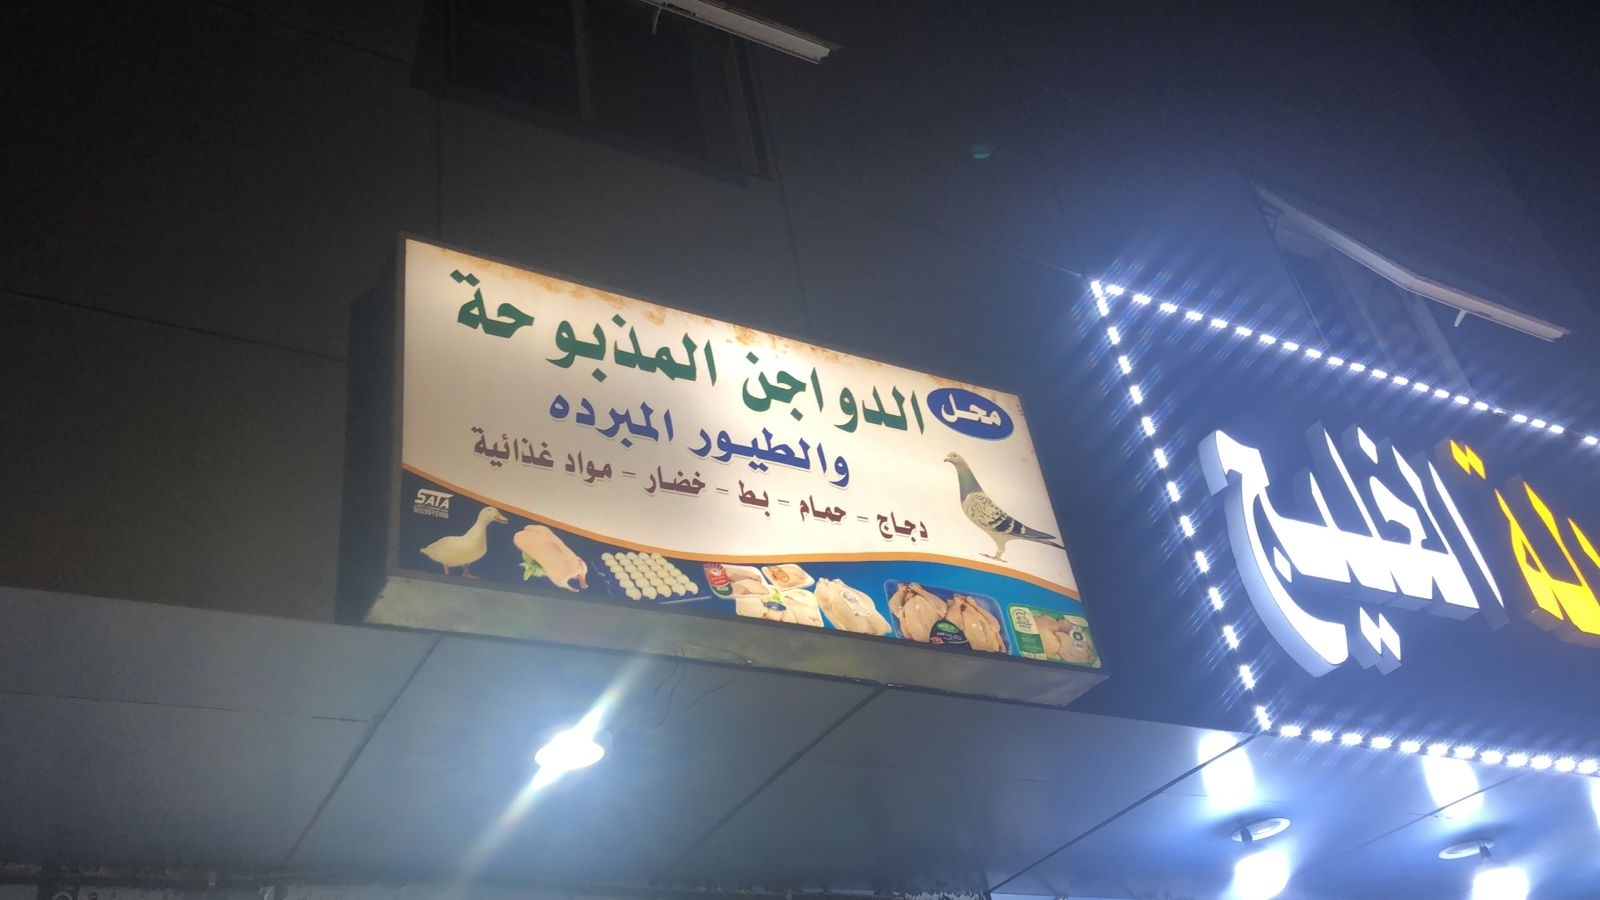 محل الدواجن المذبوحة
والطيور المبرده
دجاج - حمام - بط - خضار - مواد غذائية
SATA
الخليج